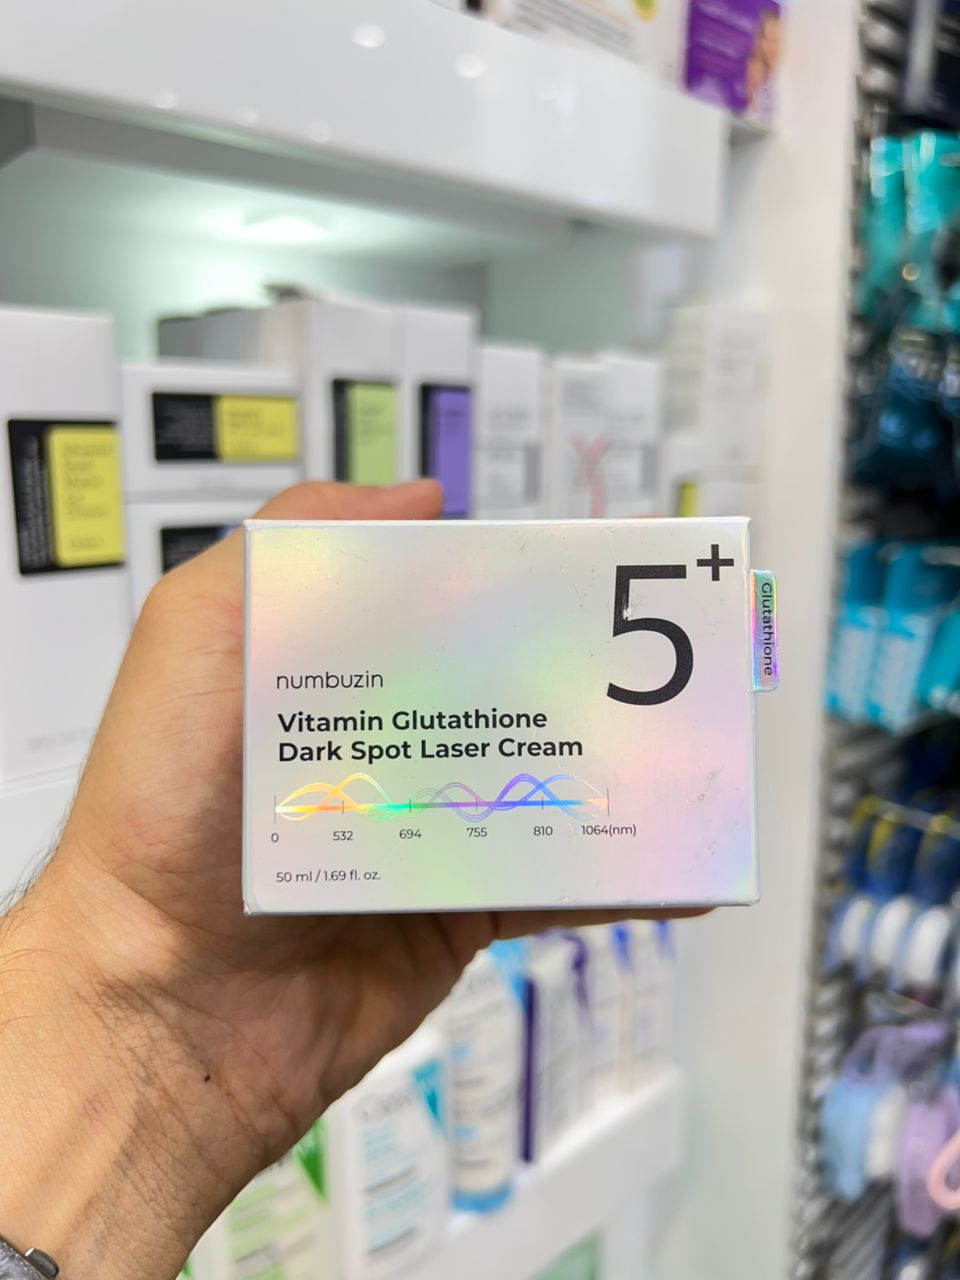 5+
Glutathione
numbuzin
Vitamin Glutathione
Dark Spot Laser Cream
0 532 694 755 810 1064(nm)
50 ml / 1.69 fl. oz.